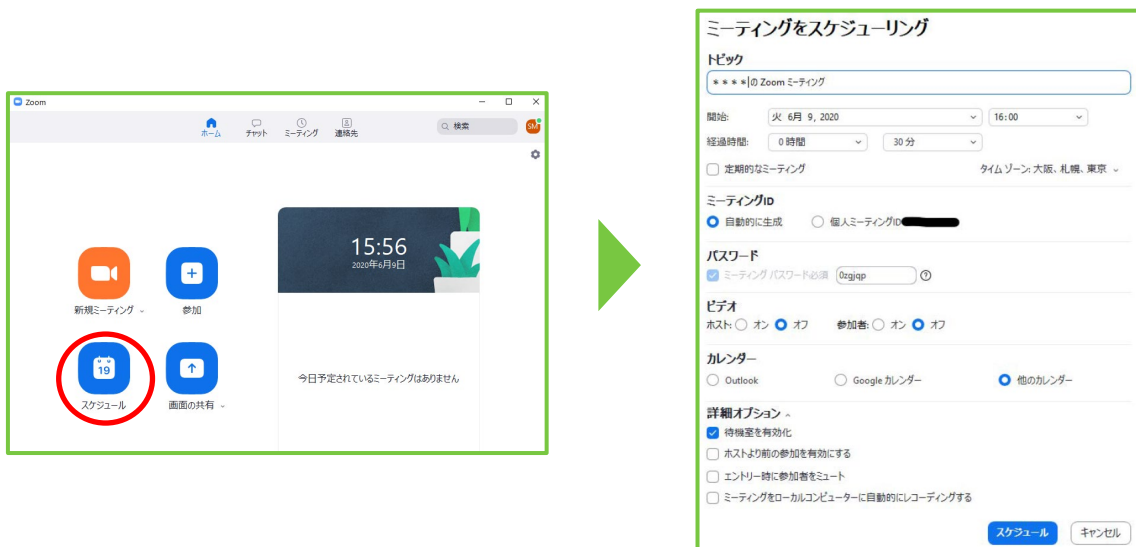 Zoom
ホーム チャット ミーティング 連絡先 検索 SM
15:56
2020年6月9日
新規ミーティング 参加
19
スケジュール 画面の共有
今日予定されているミーティングはありません
ミーティングをスケジューリング
トピック
****のZoom ミーティング
開始: 火 6月 9, 2020 16:00
経過時間: 0時間 30分
定期的なミーティング タイムゾーン: 大阪、札幌、東京
ミーティングID
自動的に生成 個人ミーティングID
パスワード
ミーティング パスワード必須 0zgjqp
ビデオ
ホスト: オン オフ 参加者: オン オフ
カレンダー
Outlook Google カレンダー 他のカレンダー
詳細オプション
待機室を有効化
ホストより前の参加を有効にする
エントリー時に参加者をミュート
ミーティングをローカルコンピューターに自動的にレコーディングする
スケジュール キャンセル